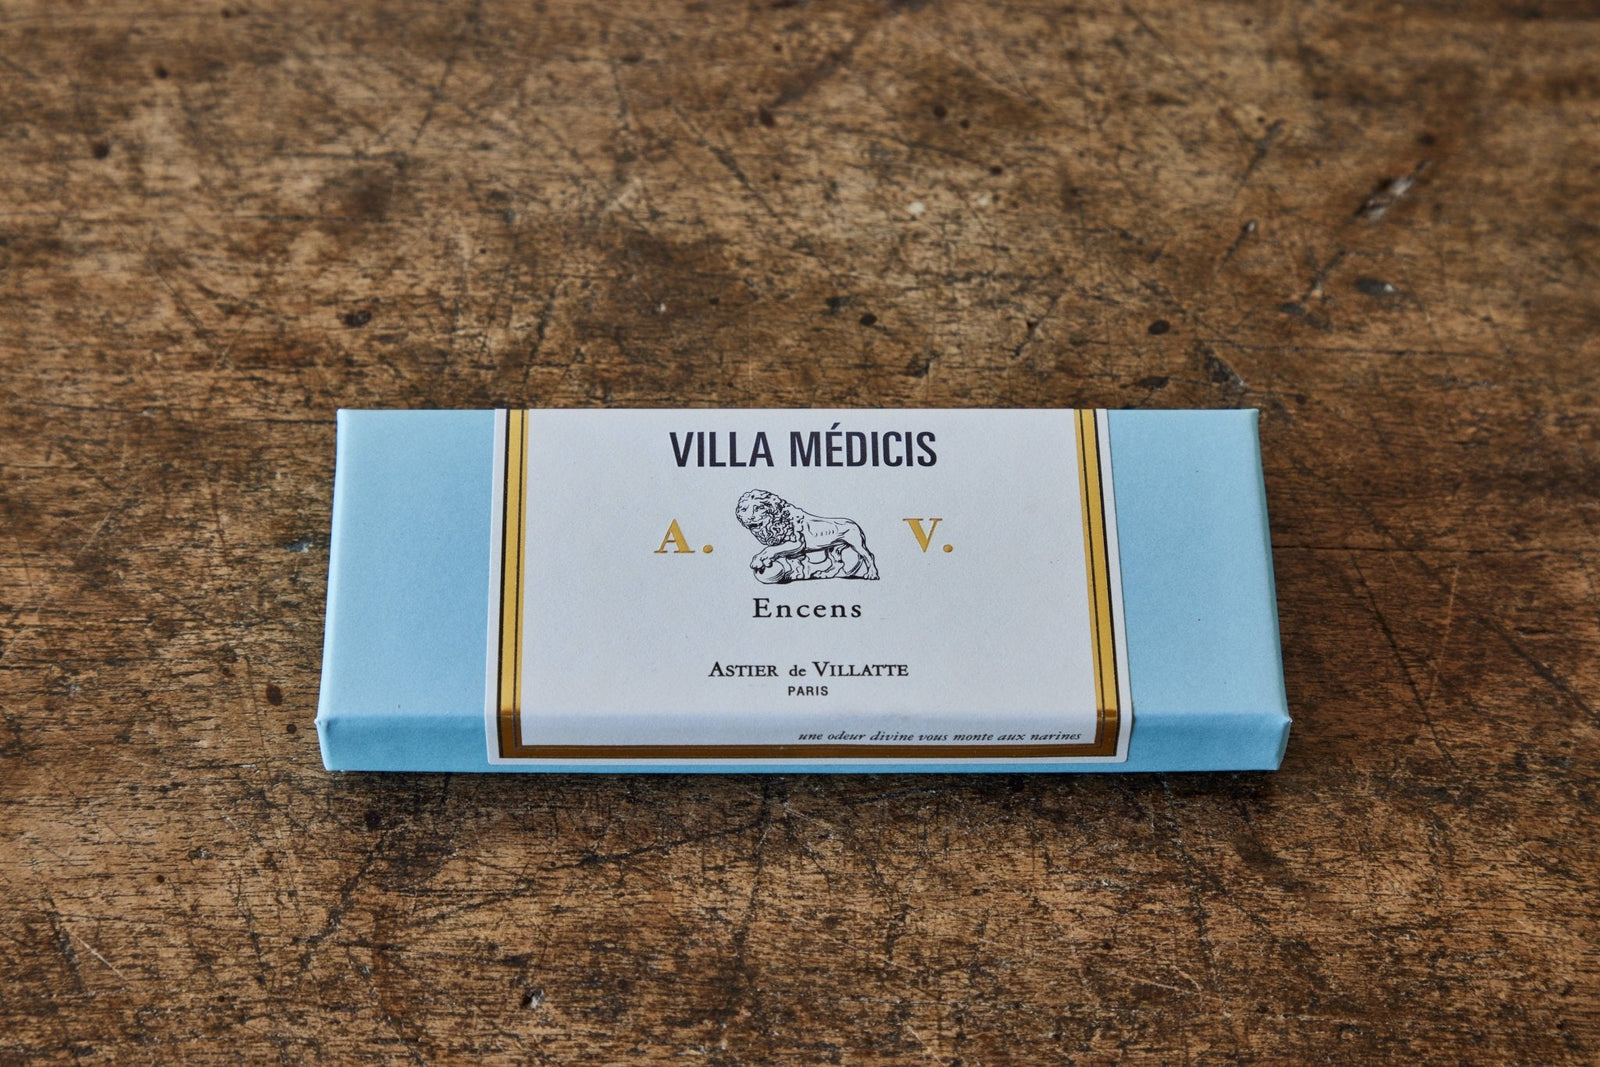 VILLA MÉDICIS
A. V.
Encens
ASTIER de VILLATTE
PARIS
une odeur divine vous monte aux narines